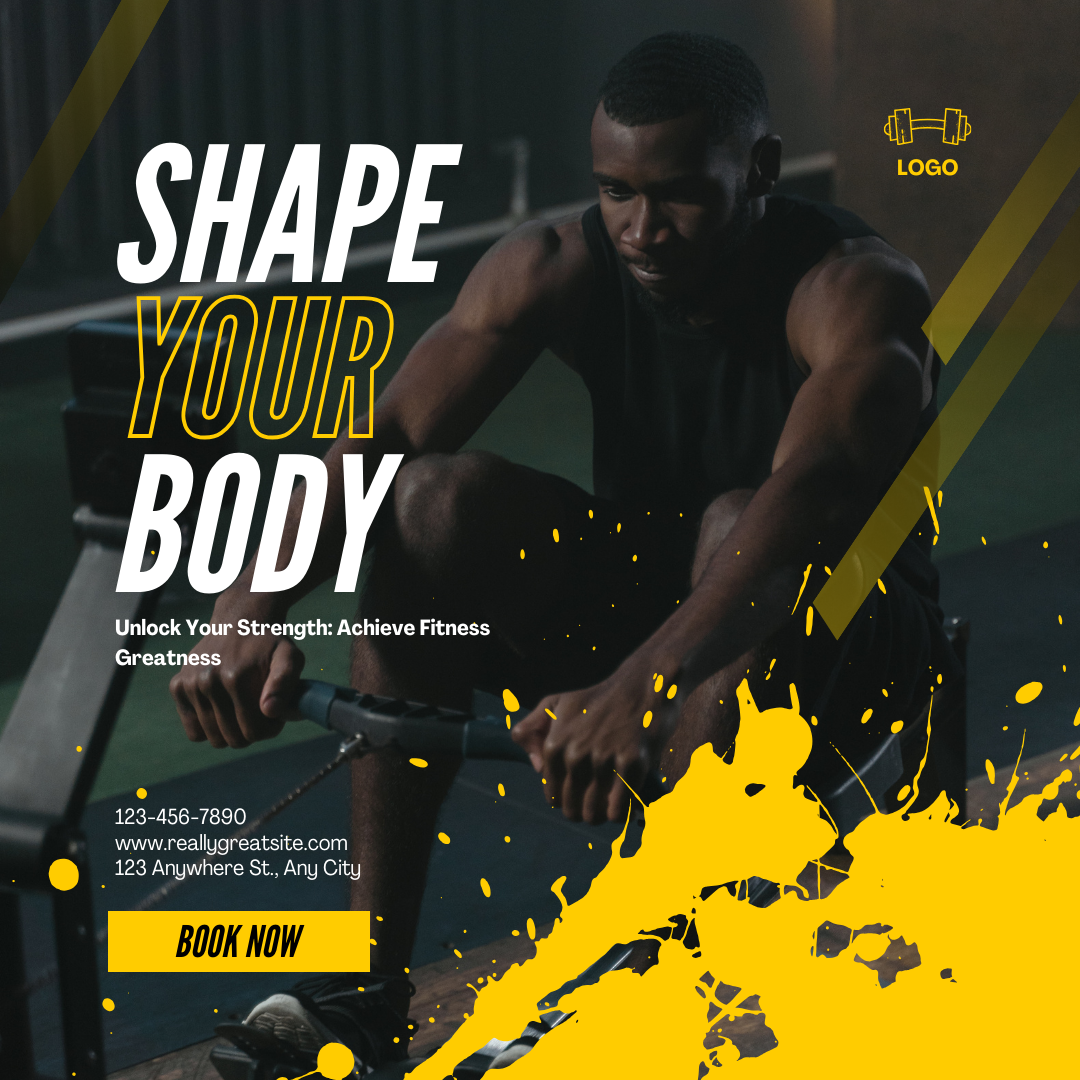 LOGO
SHAPE
YOUR
BODY
Unlock Your Strength: Achieve Fitness
Greatness
123-456-7890
www.reallygreatsite.com
123 Anywhere St., Any City
BOOK NOW